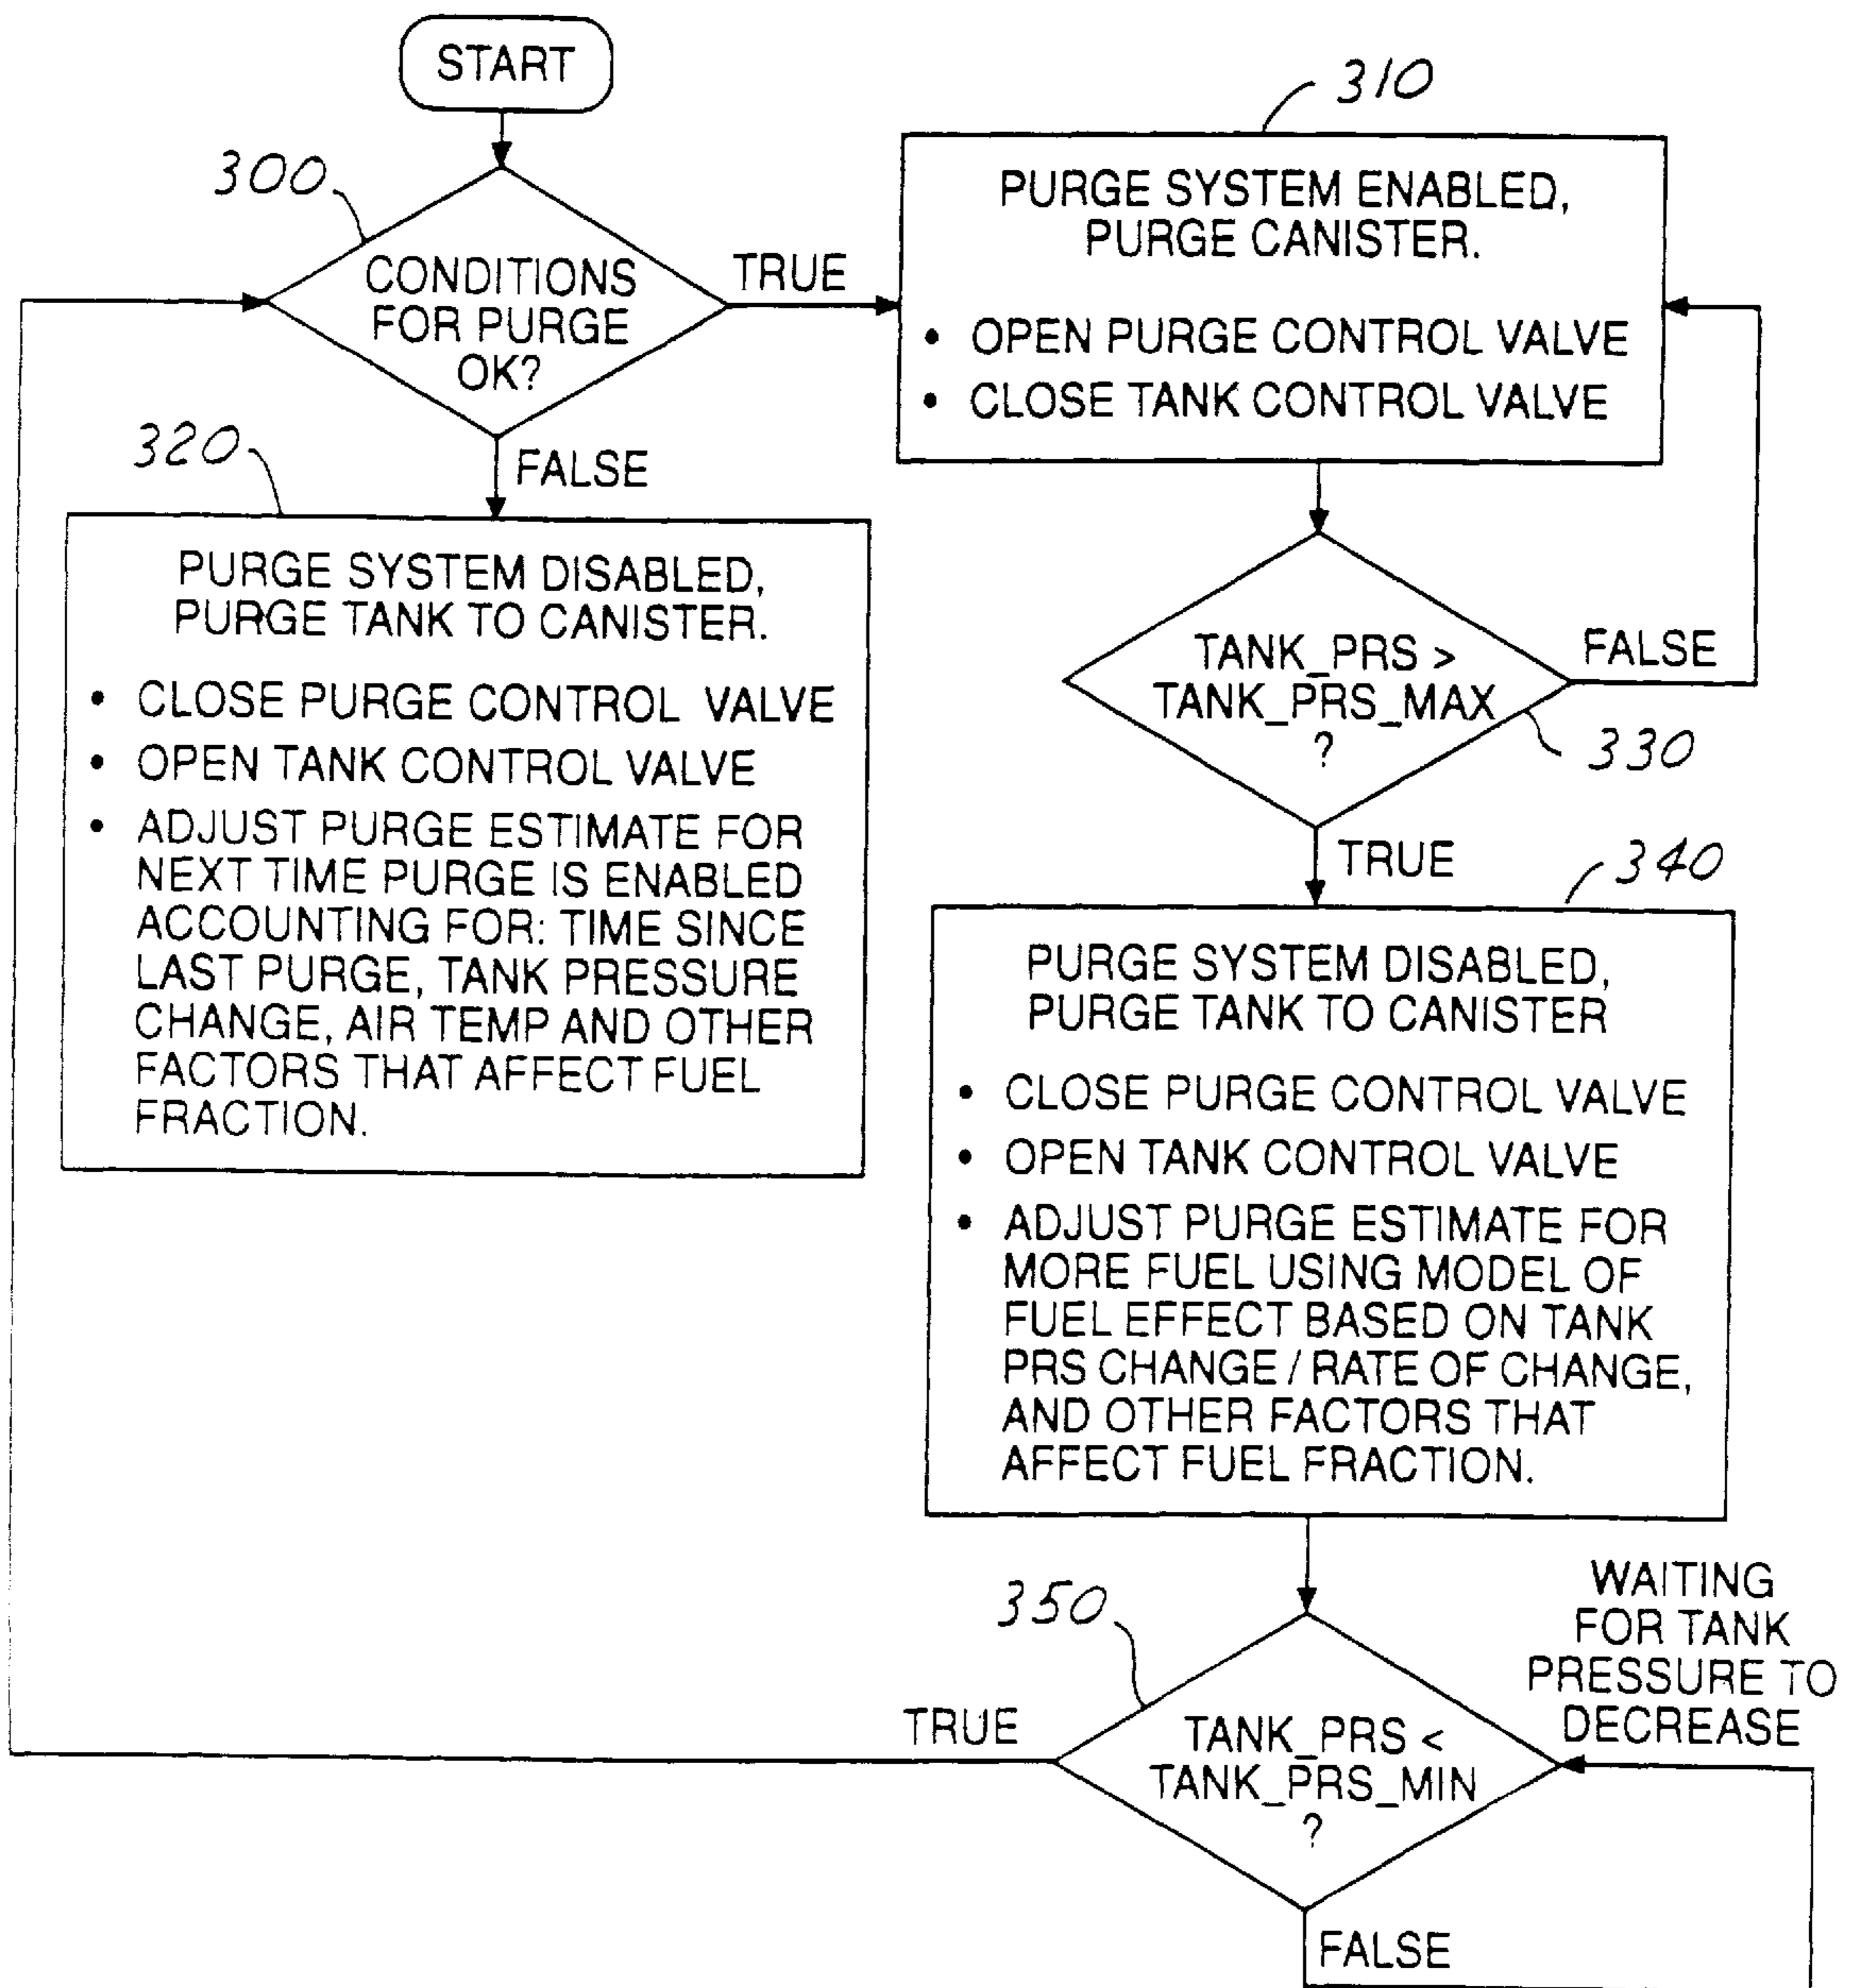 START
300
CONDITIONS
FOR PURGE
OK?
TRUE
FALSE
310
PURGE SYSTEM ENABLED,
PURGE CANISTER.
• OPEN PURGE CONTROL VALVE
• CLOSE TANK CONTROL VALVE
320
PURGE SYSTEM DISABLED,
PURGE TANK TO CANISTER.
• CLOSE PURGE CONTROL VALVE
• OPEN TANK CONTROL VALVE
• ADJUST PURGE ESTIMATE FOR
NEXT TIME PURGE IS ENABLED
ACCOUNTING FOR: TIME SINCE
LAST PURGE, TANK PRESSURE
CHANGE, AIR TEMP AND OTHER
FACTORS THAT AFFECT FUEL
FRACTION.
TANK_PRS >
TANK_PRS_MAX
?
FALSE
330
TRUE
340
PURGE SYSTEM DISABLED,
PURGE TANK TO CANISTER
• CLOSE PURGE CONTROL VALVE
• OPEN TANK CONTROL VALVE
• ADJUST PURGE ESTIMATE FOR
MORE FUEL USING MODEL OF
FUEL EFFECT BASED ON TANK
PRS CHANGE / RATE OF CHANGE,
AND OTHER FACTORS THAT
AFFECT FUEL FRACTION.
350
WAITING
FOR TANK
PRESSURE TO
DECREASE
TRUE
TANK_PRS <
TANK_PRS_MIN
?
FALSE